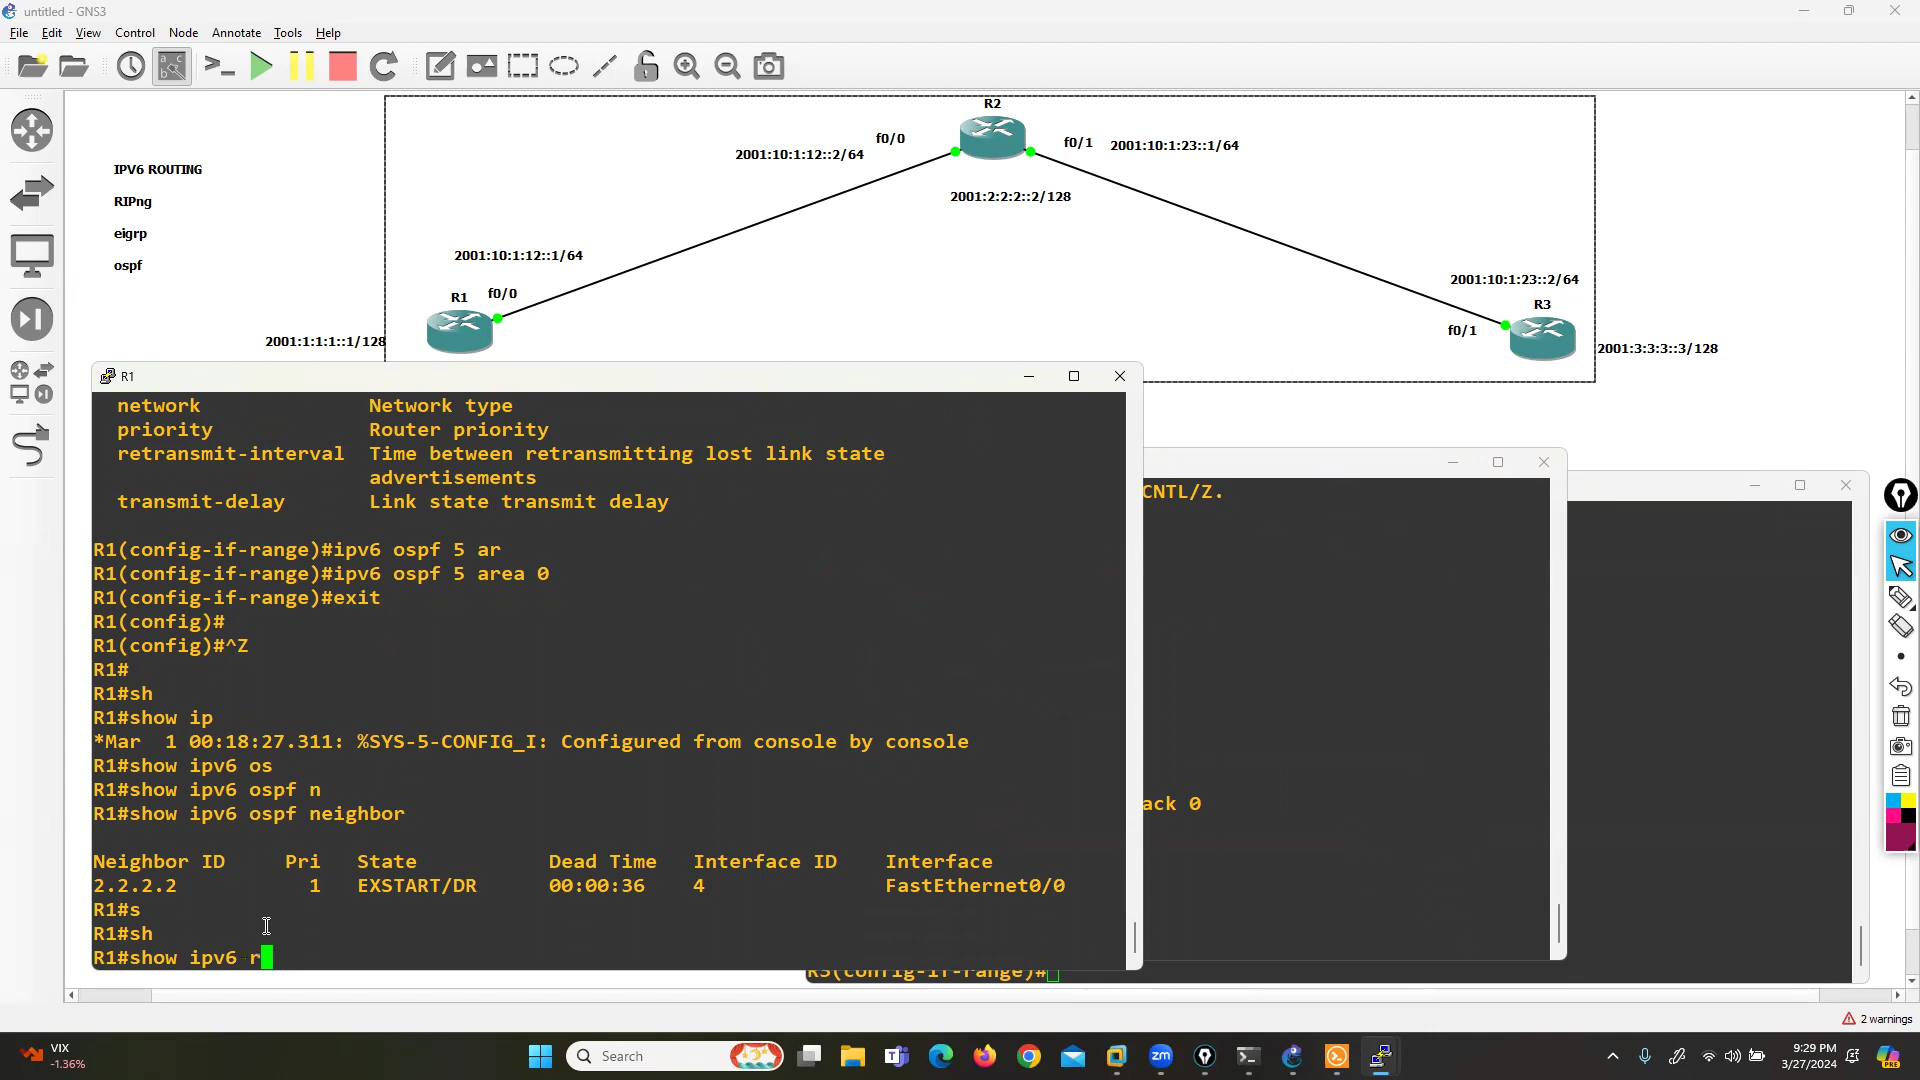 untitled - GNS3
File Edit View Control Node Annotate Tools Help
R2
f0/0
f0/1
2001:10:1:23::1/64
2001:10:1:12::2/64
IPV6 ROUTING
RIPng
2001:2:2:2::2/128
eigrp
2001:10:1:12::1/64
ospf
2001:10:1:23::2/64
R1
f0/0
R3
f0/1
2001:1:1:1::1/128
2001:3:3:3::3/128
R1
network Network type
priority Router priority
retransmit-interval Time between retransmitting lost link state
advertisements
transmit-delay Link state transmit delay
R1(config-if-range)#ipv6 ospf 5 ar
R1(config-if-range)#ipv6 ospf 5 area 0
R1(config-if-range)#exit
R1(config)#
R1(config)#^Z
R1#
R1#sh
R1#show ip
*Mar  1 00:18:27.311: %SYS-5-CONFIG_I: Configured from console by console
R1#show ipv6 os
R1#show ipv6 ospf n
R1#show ipv6 ospf neighbor
Neighbor ID Pri State Dead Time Interface ID Interface
2.2.2.2 1 EXSTART/DR 00:00:36 4 FastEthernet0/0
R1#s
R1#sh
R1#show ipv6 r
CNTL/Z.
ack 0
R3(config-if-range)#
2 warnings
VIX
-1.36%
Search
9:29 PM
3/27/2024